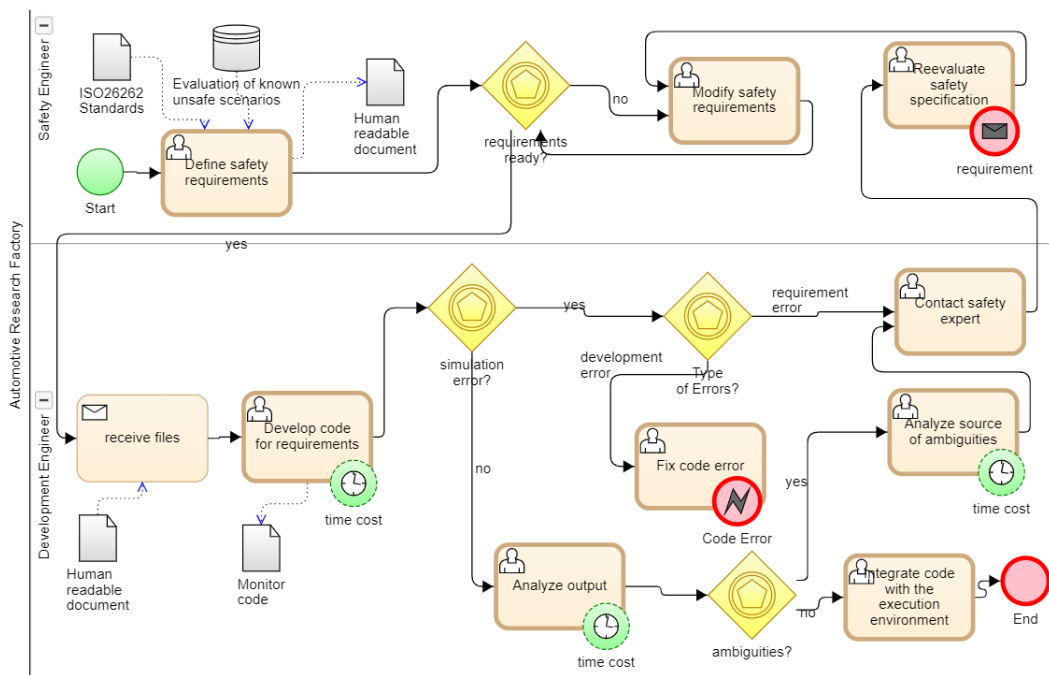 Automotive Research Factory
Safety Engineer
ISO26262
Standards
Evaluation of known
unsafe scenarios
Human
readable
document
Start
Define safety
requirements
requirements
ready?
no
yes
Modify safety
requirements
Reevaluate
safety
specification
requirement
Development Engineer
receive files
Human
readable
document
Develop code
for requirements
time cost
Monitor
code
simulation
error?
yes
no
Type
of Errors?
requirement
error
development
error
Contact safety
expert
Fix code error
Code Error
Analyze source
of ambiguities
time cost
yes
Analyze output
time cost
ambiguities?
no
Integrate code
with the
execution
environment
End